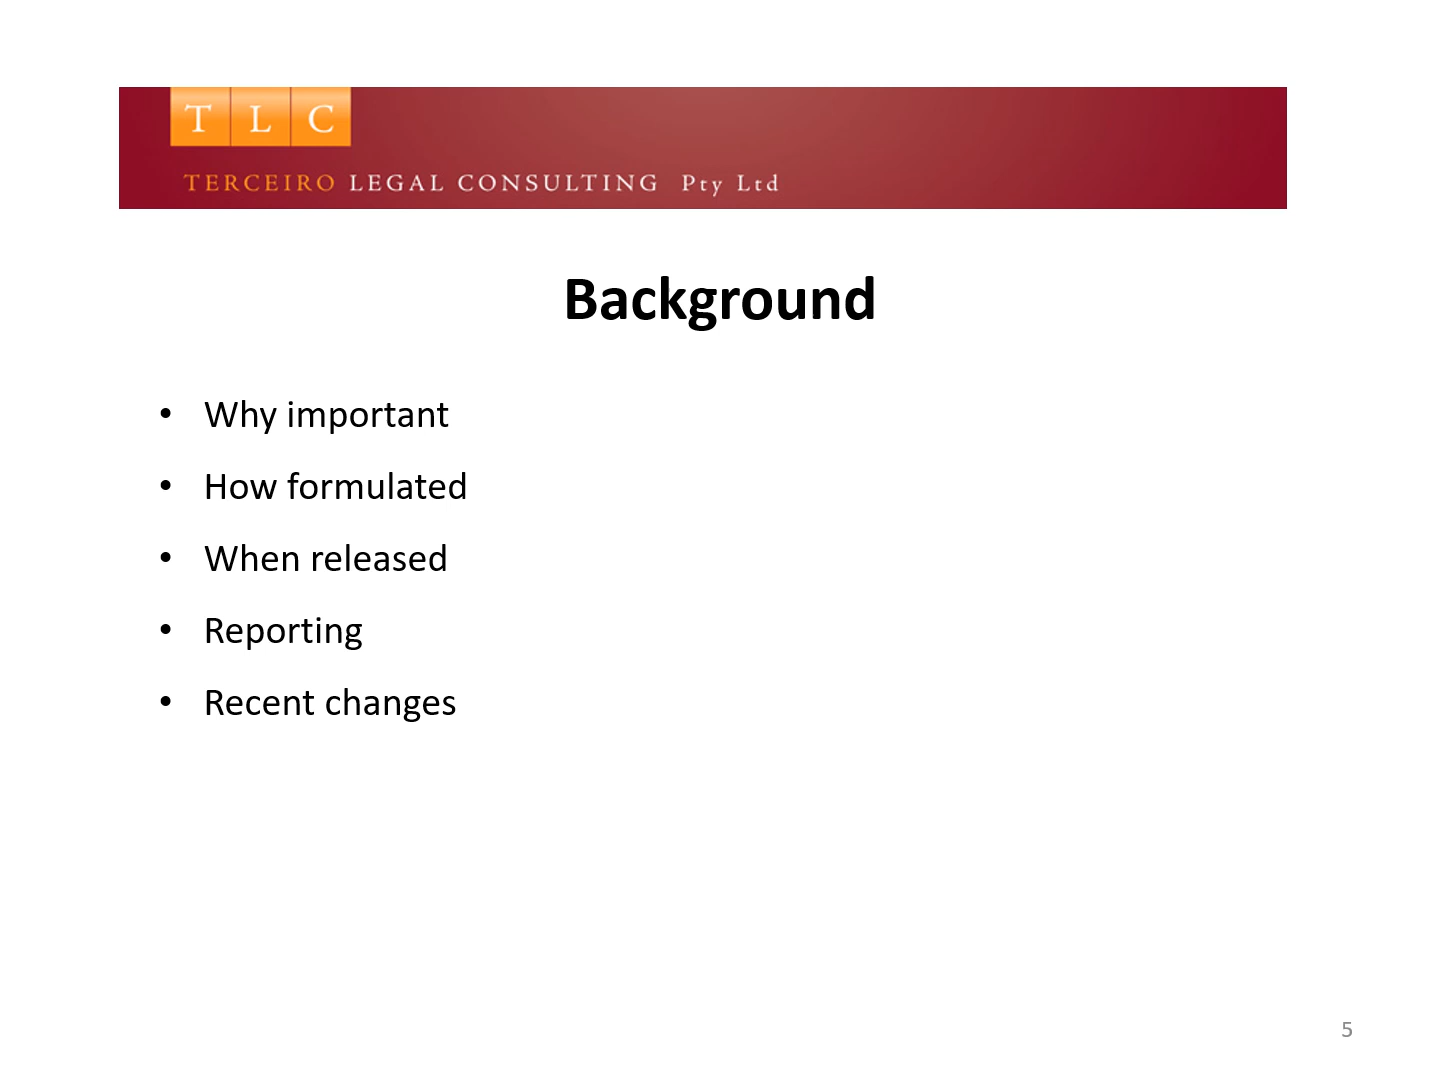 T L C
TERCEIRO LEGAL CONSULTING Pty Ltd
Background
• Why important
• How formulated
• When released
• Reporting
• Recent changes
5